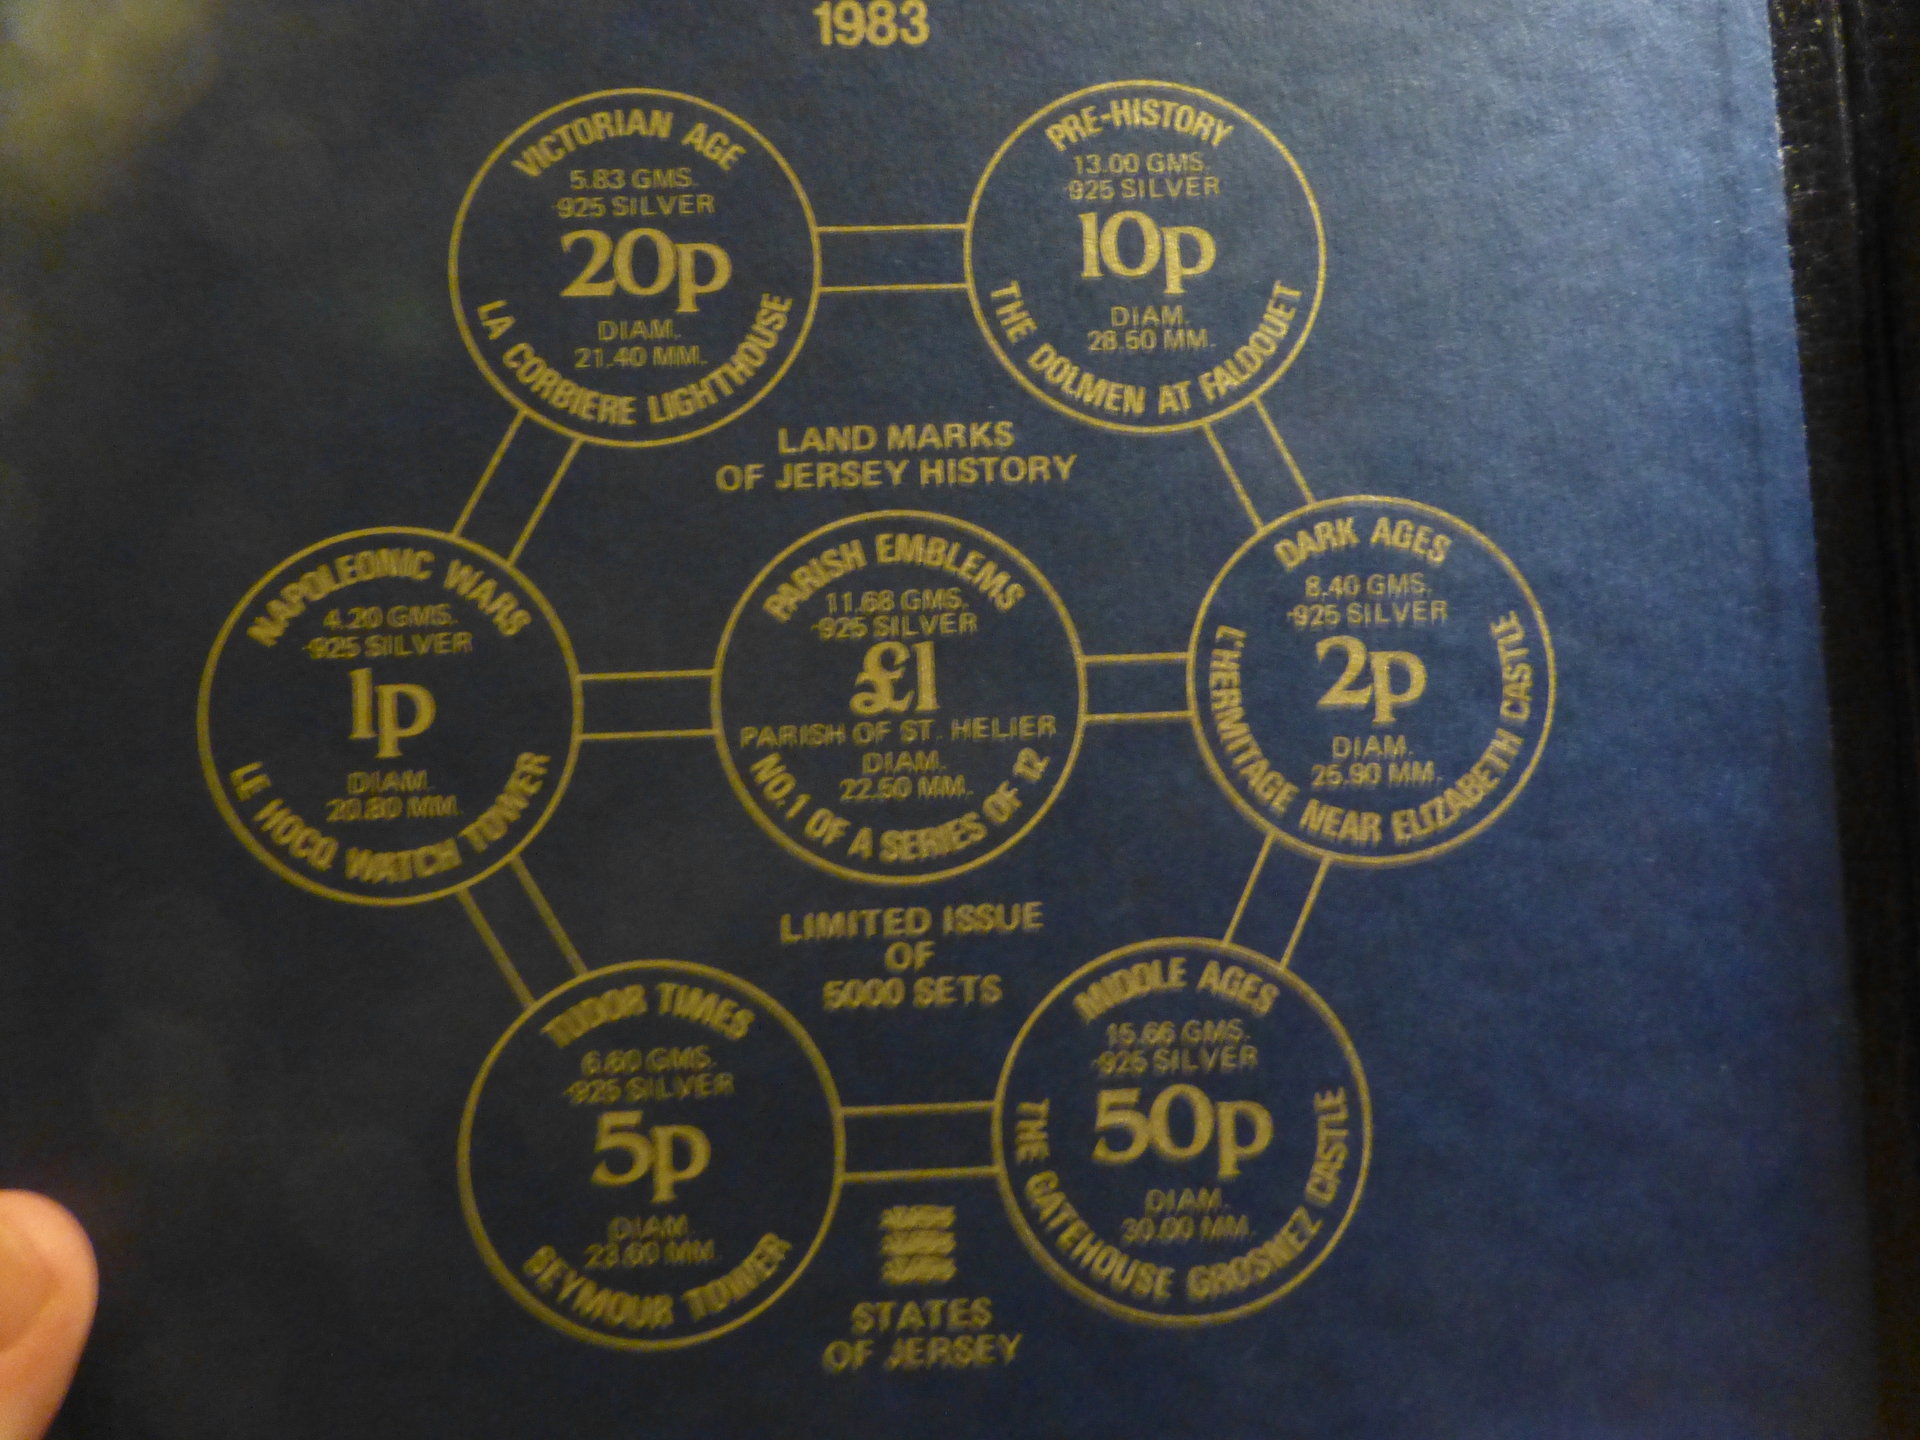 1983
VICTORIAN AGE
5.83 GMS.
·925 SILVER
20p
DIAM.
21.40 MM.
LA CORBIERE LIGHTHOUSE
PRE-HISTORY
13.00 GMS.
·925 SILVER
10p
DIAM.
28.50 MM.
THE DOLMEN AT FALDOUET
LAND MARKS
OF JERSEY HISTORY
NAPOLEONIC WARS
4.20 GMS.
·925 SILVER
1p
DIAM.
20.80 MM.
LE HOCQ WATCH TOWER
PARISH EMBLEMS
11.68 GMS.
·925 SILVER
£1
PARISH OF ST. HELIER
DIAM.
22.50 MM.
NO.1 OF A SERIES OF 12
DARK AGES
8.40 GMS.
·925 SILVER
2p
DIAM.
25.90 MM.
L'HERMITAGE NEAR ELIZABETH CASTLE
LIMITED ISSUE
OF
5000 SETS
TUDOR TIMES
6.60 GMS.
·925 SILVER
5p
DIAM.
23.60 MM.
SEYMOUR TOWER
MIDDLE AGES
15.66 GMS.
·925 SILVER
50p
DIAM.
30.00 MM.
THE GATEHOUSE GROSNEZ CASTLE
STATES
OF JERSEY